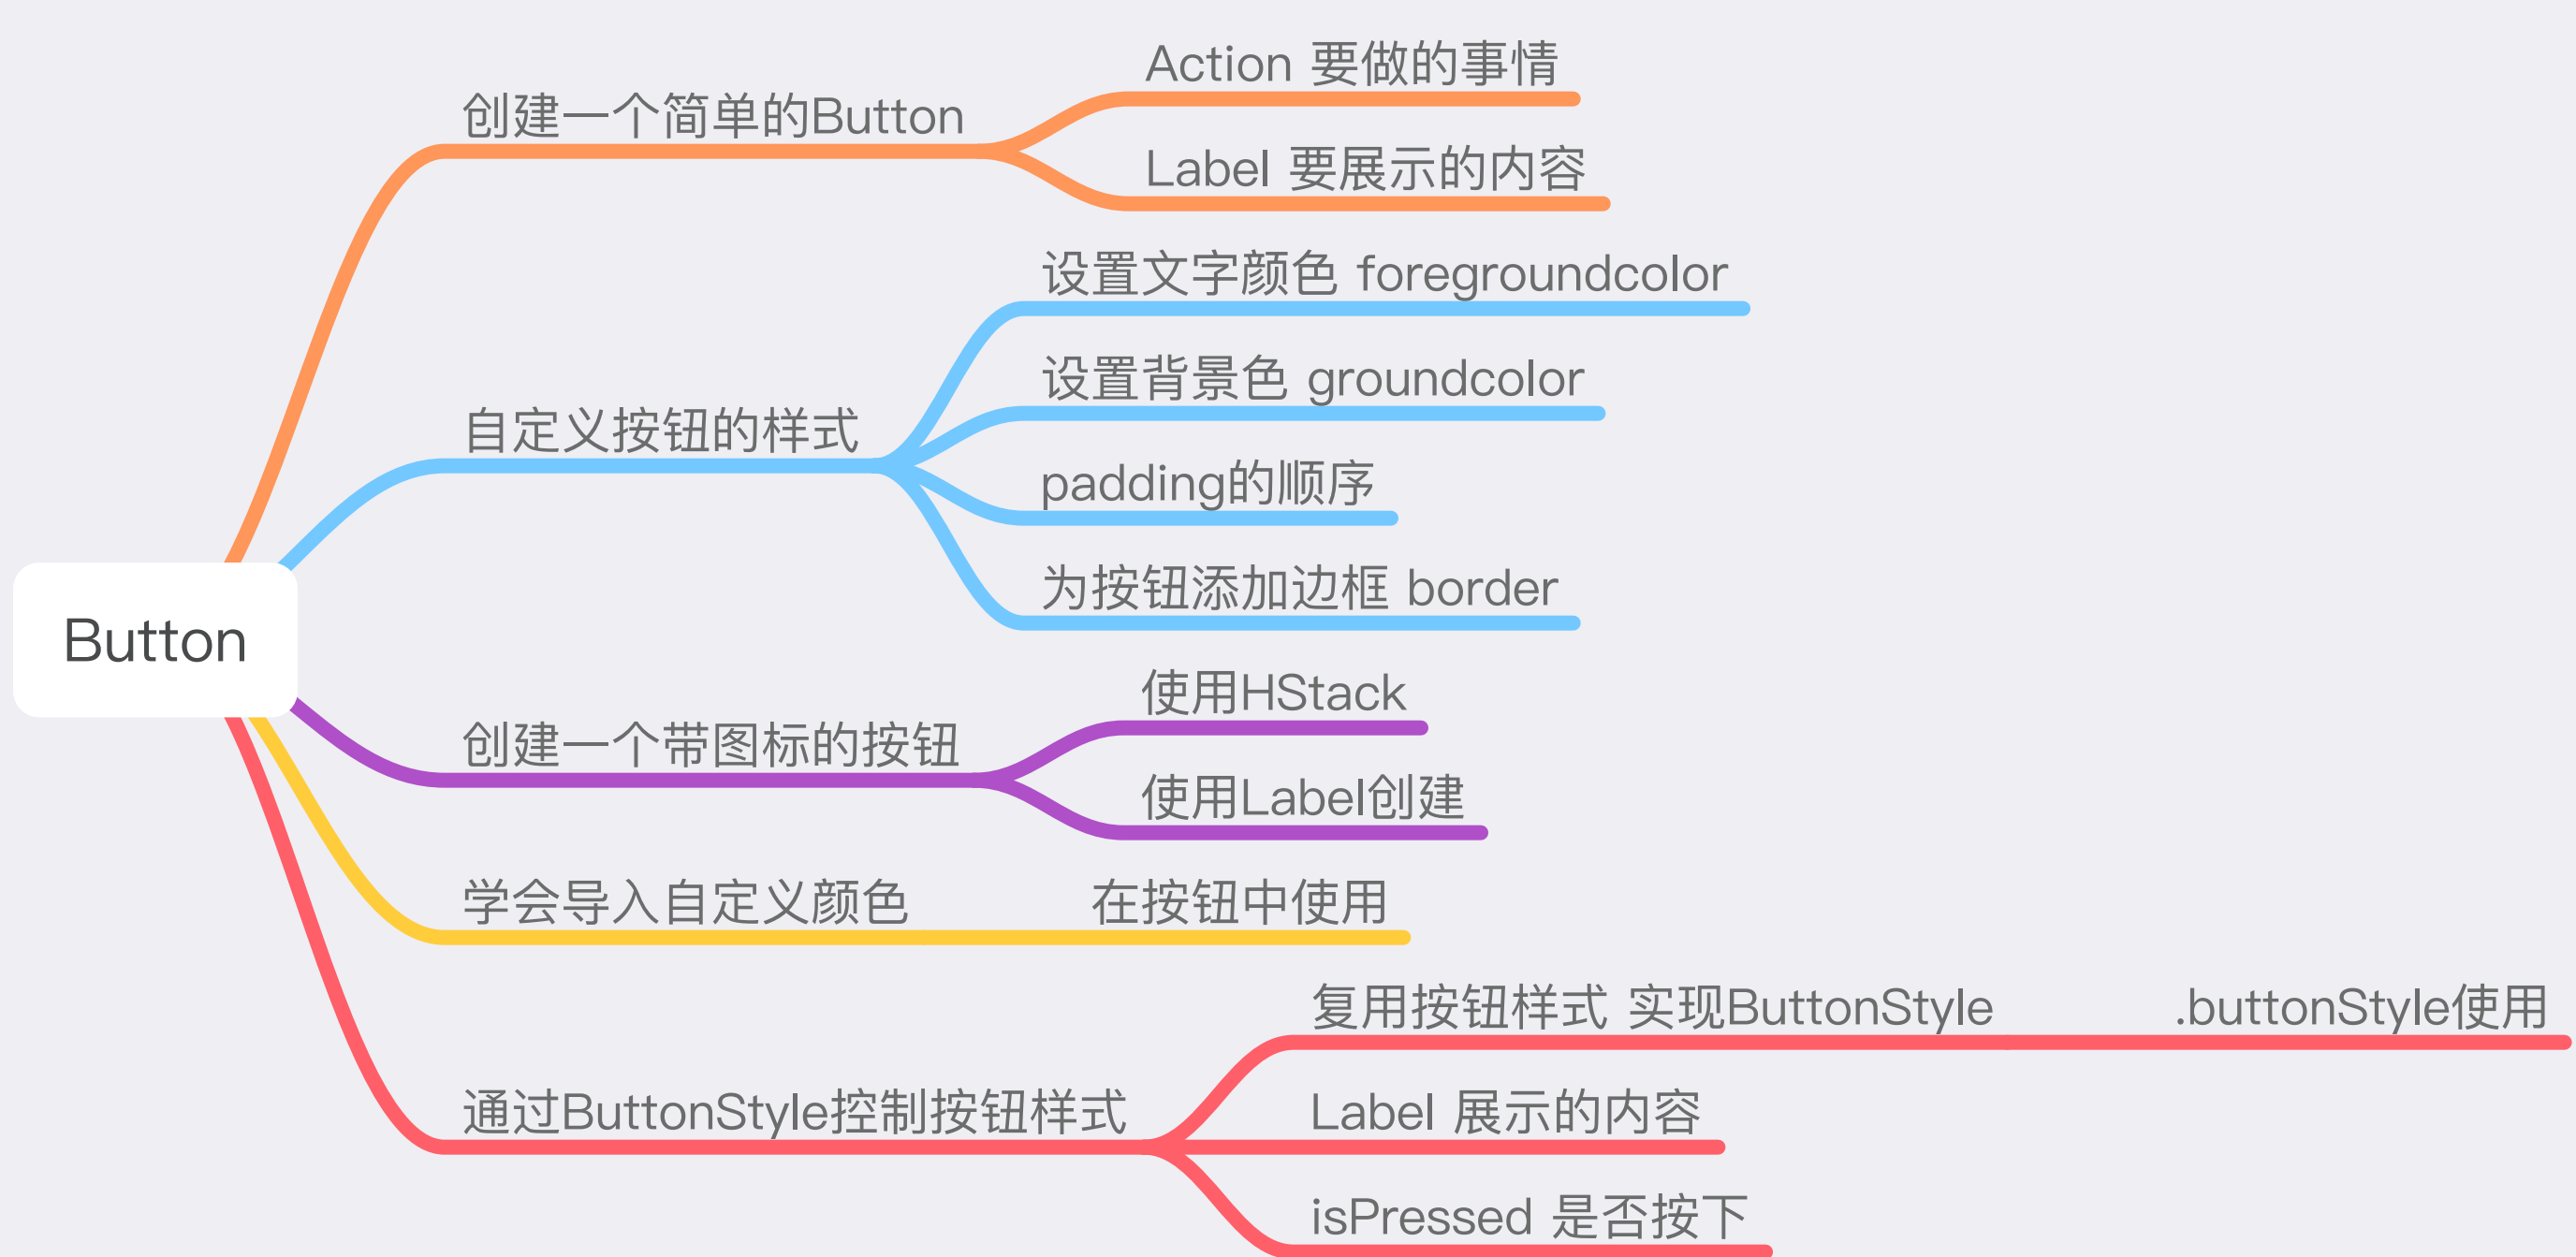 Button
创建一个简单的Button
Action 要做的事情
Label 要展示的内容
自定义按钮的样式
设置文字颜色 foregroundcolor
设置背景色 groundcolor
padding的顺序
为按钮添加边框 border
创建一个带图标的按钮
使用HStack
使用Label创建
学会导入自定义颜色
在按钮中使用
通过ButtonStyle控制按钮样式
复用按钮样式 实现ButtonStyle
.buttonStyle使用
Label 展示的内容
isPressed 是否按下